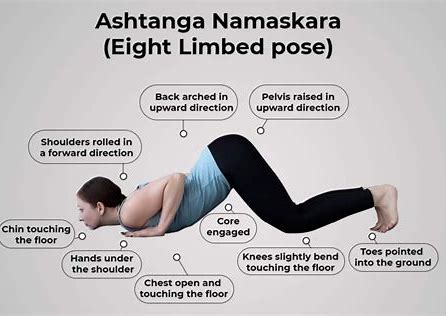 Ashtanga Namaskara
(Eight Limbed pose)
Back arched in
upward direction
Pelvis raised in
upward direction
Shoulders rolled in
a forward direction
Chin touching
the floor
Hands under
the shoulder
Core
engaged
Chest open and
touching the floor
Knees slightly bend
touching the floor
Toes pointed
into the ground